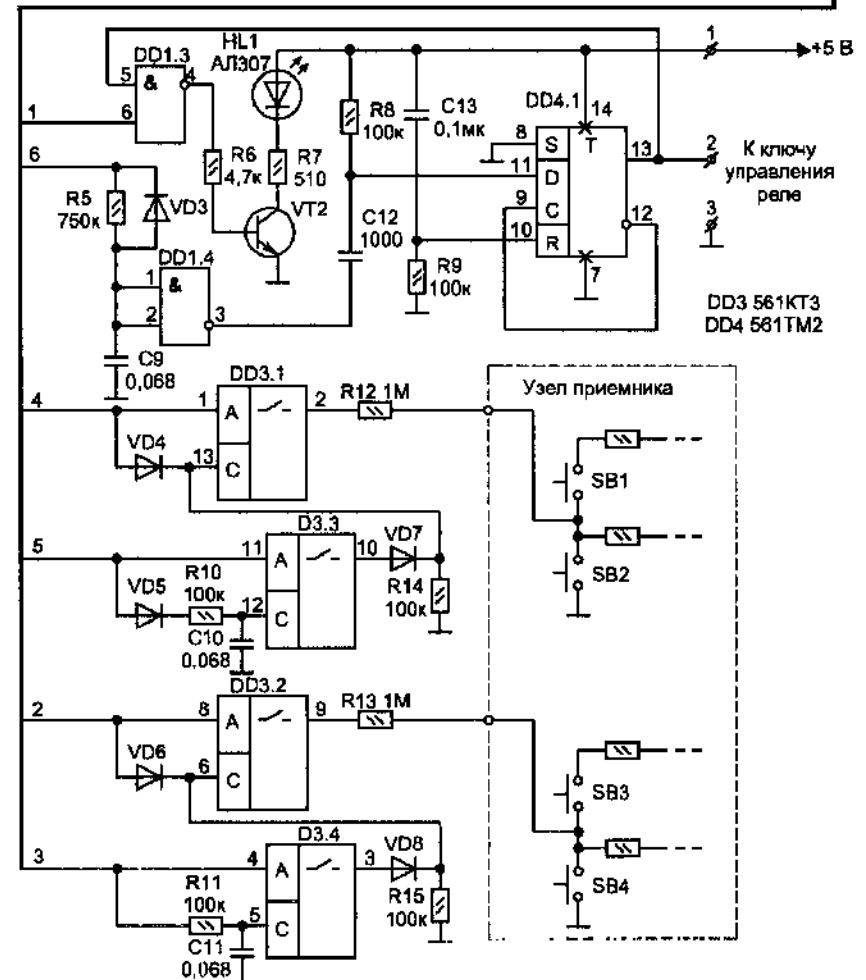 DD1.3
5
&
4
6
1
6
HL1
АЛ307
R6
4,7к
R7
510
VT2
R5
750к
VD3
DD1.4
1
&
2
3
C9
0,068
R8
100к
C13
0,1мк
C12
1000
R9
100к
DD4.1
14
8
S
T
13
11
D
9
C
12
10
R
7
1
+5 В
2
К ключу
управления
реле
3
DD3 561КТ3
DD4 561ТМ2
DD3.1
4
1
A
2
R12 1М
VD4
13
C
D3.3
5
11
A
10
VD7
VD5
R10
100к
12
C
C10
0,068
R14
100к
DD3.2
2
8
A
9
R13 1М
VD6
6
C
D3.4
3
4
A
3
VD8
R11
100к
5
C
C11
0,068
R15
100к
Узел приемника
SB1
SB2
SB3
SB4